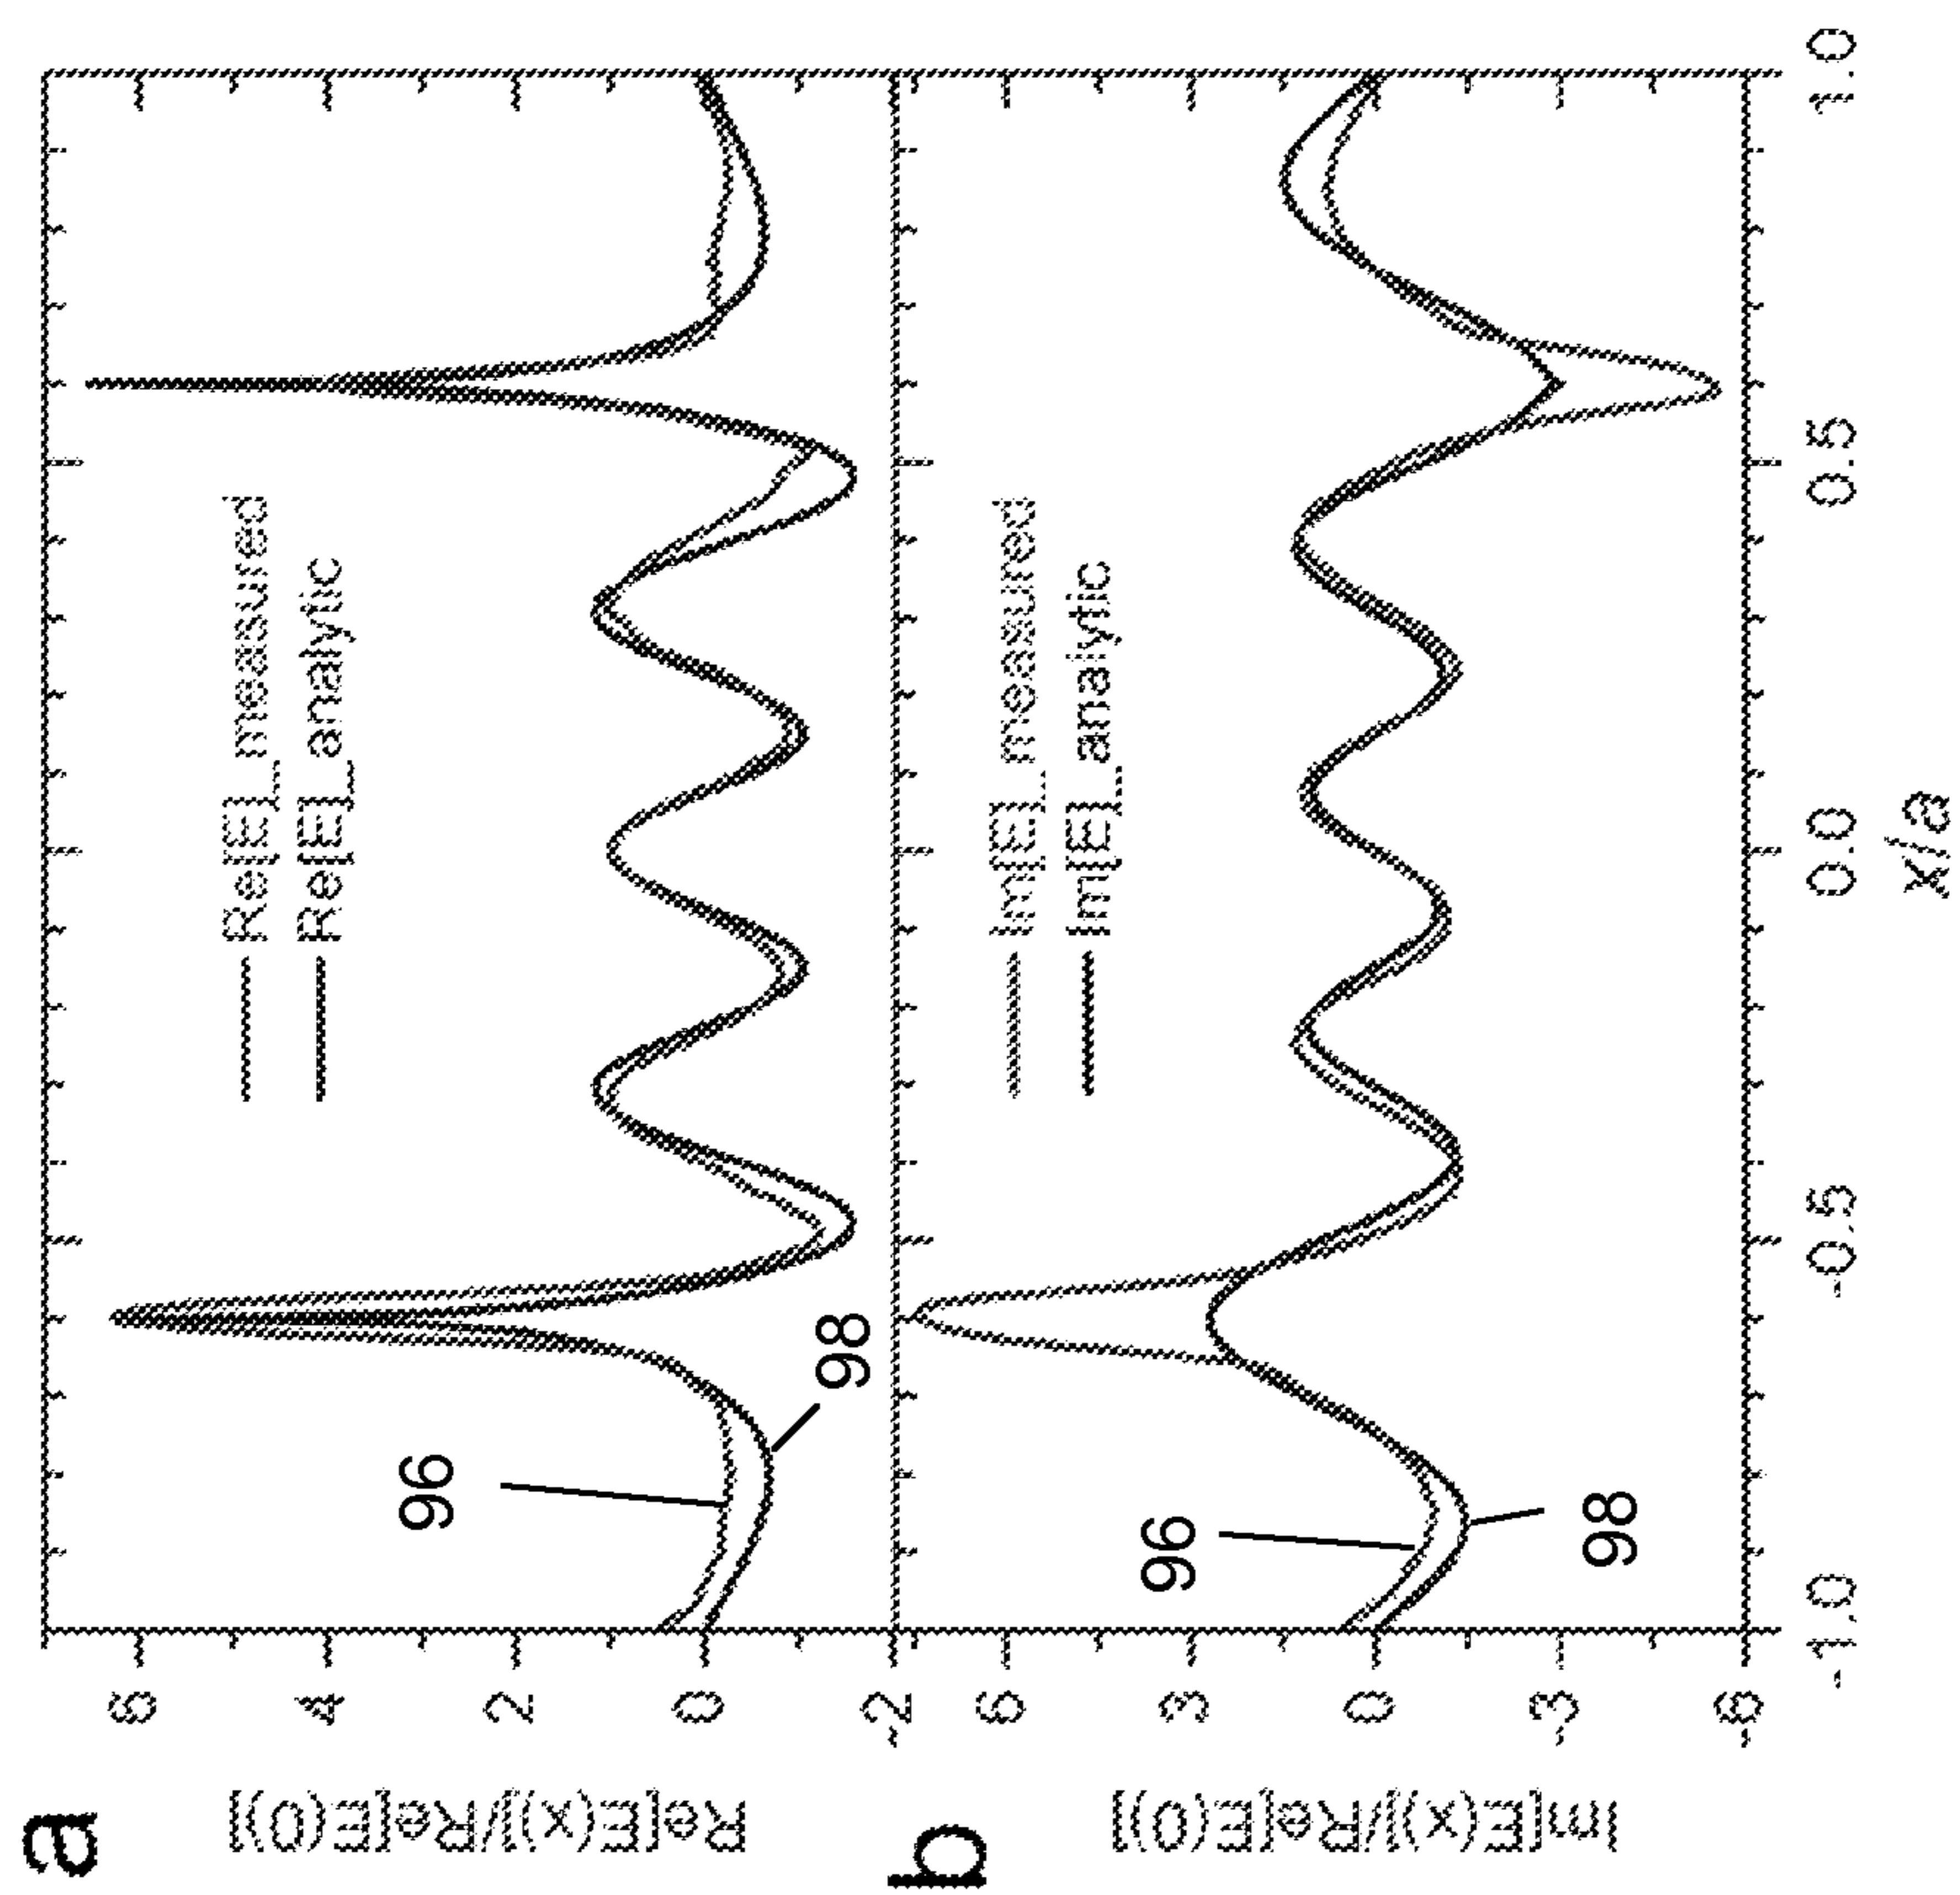 a
Re[E(x)]/Re[E(0)]
6
4
2
0
-2
Re[E]_measured
Re[E]_analytic
96
98
b
Im[E(x)]/Re[E(0)]
6
3
0
-3
-6
Im[E]_measured
Im[E]_analytic
96
98
-1.0
-0.5
0.0
0.5
1.0
x/a